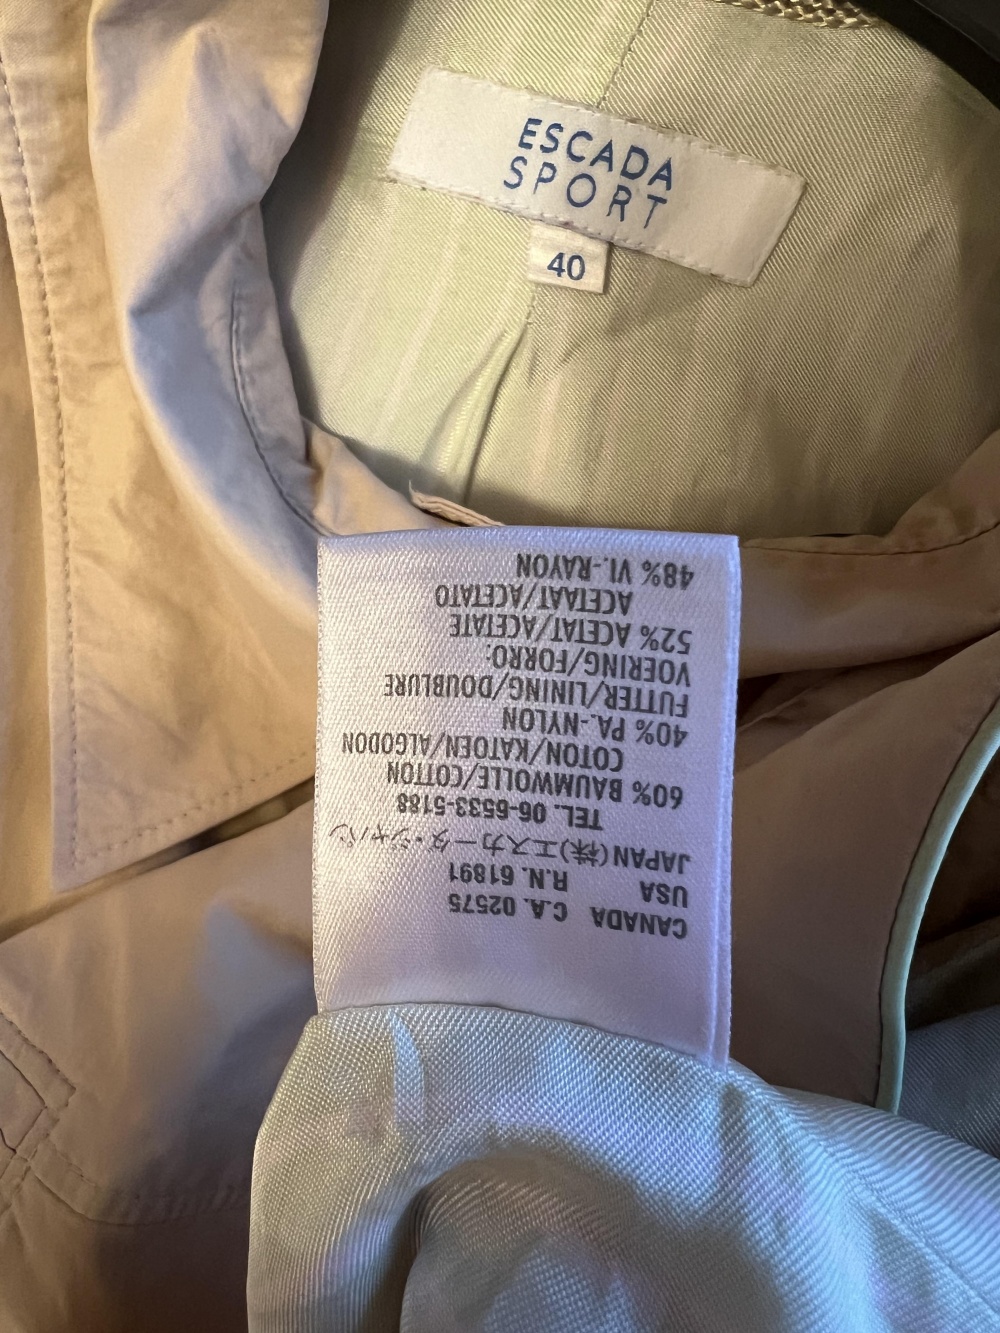 ESCADA
SPORT
40
CANADA C.A. 02575
USA R.N. 61891
JAPAN (株)エスカーダ・ジャパン
TEL. 06-6533-5188
60% BAUMWOLLE/COTTON
COTON/KATOEN/ALGODON
40% PA.-NYLON
FUTTER/LINING/DOUBLURE
VOERING/FORRO:
52% ACETAT/ACETATE
ACETAAT/ACETATO
48% VI.-RAYON